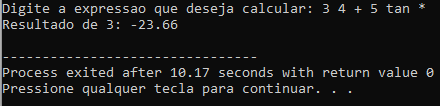 Digite a expressao que deseja calcular: 3 4 + 5 tan *
Resultado de 3: -23.66
--------------------------------
Process exited after 10.17 seconds with return value 0
Pressione qualquer tecla para continuar. . .